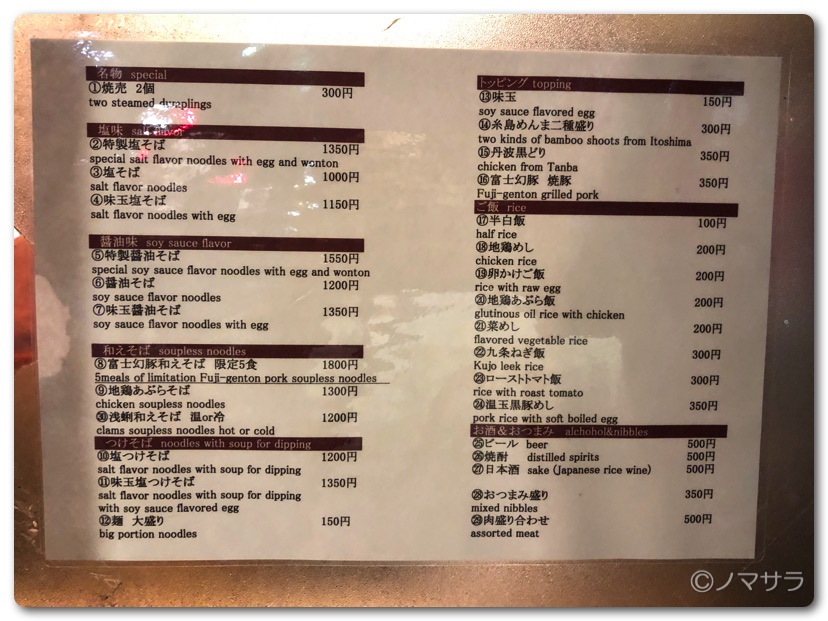 名物 special
①焼売 2個 300円
two steamed dumplings
塩味 salt flavor
②特製塩そば 1350円
special salt flavor noodles with egg and wonton
③塩そば 1000円
salt flavor noodles
④味玉塩そば 1150円
salt flavor noodles with egg
醤油味 soy sauce flavor
⑤特製醤油そば 1550円
special soy sauce flavor noodles with egg and wonton
⑥醤油そば 1200円
soy sauce flavor noodles
⑦味玉醤油そば 1350円
soy sauce flavor noodles with egg
和えそば soupless noodles
⑧富士幻豚和えそば 限定5食 1800円
5meals of limitation Fuji-genton pork soupless noodles
⑨地鶏あぶらそば 1300円
chicken soupless noodles
㉚浅蜊和えそば 温or冷 1200円
clams soupless noodles hot or cold
つけそば noodles with soup for dipping
⑩塩つけそば 1200円
salt flavor noodles with soup for dipping
⑪味玉塩つけそば 1350円
salt flavor noodles with soup for dipping
with soy sauce flavored egg
⑫麺 大盛り 150円
big portion noodles
トッピング topping
⑬味玉 150円
soy sauce flavored egg
⑭糸島めんま二種盛り 300円
two kinds of bamboo shoots from Itoshima
⑮丹波黒どり 350円
chicken from Tanba
⑯富士幻豚 焼豚 350円
Fuji-genton grilled pork
ご飯 rice
⑰半白飯 100円
half rice
⑱地鶏めし 200円
chicken rice
⑲卵かけご飯 200円
rice with raw egg
⑳地鶏あぶら飯 200円
glutinous oil rice with chicken
㉑菜めし 200円
flavored vegetable rice
㉒九条ねぎ飯 300円
Kujo leek rice
㉓ローストトマト飯 300円
rice with roast tomato
㉔温玉黒豚めし 350円
pork rice with soft boiled egg
お酒＆おつまみ alchohol&nibbles
㉕ビール beer 500円
㉖焼酎 distilled spirits 500円
㉗日本酒 sake (Japanese rice wine) 500円
㉘おつまみ盛り 350円
mixed nibbles
㉙肉盛り合わせ 500円
assorted meat
©ノマサラ